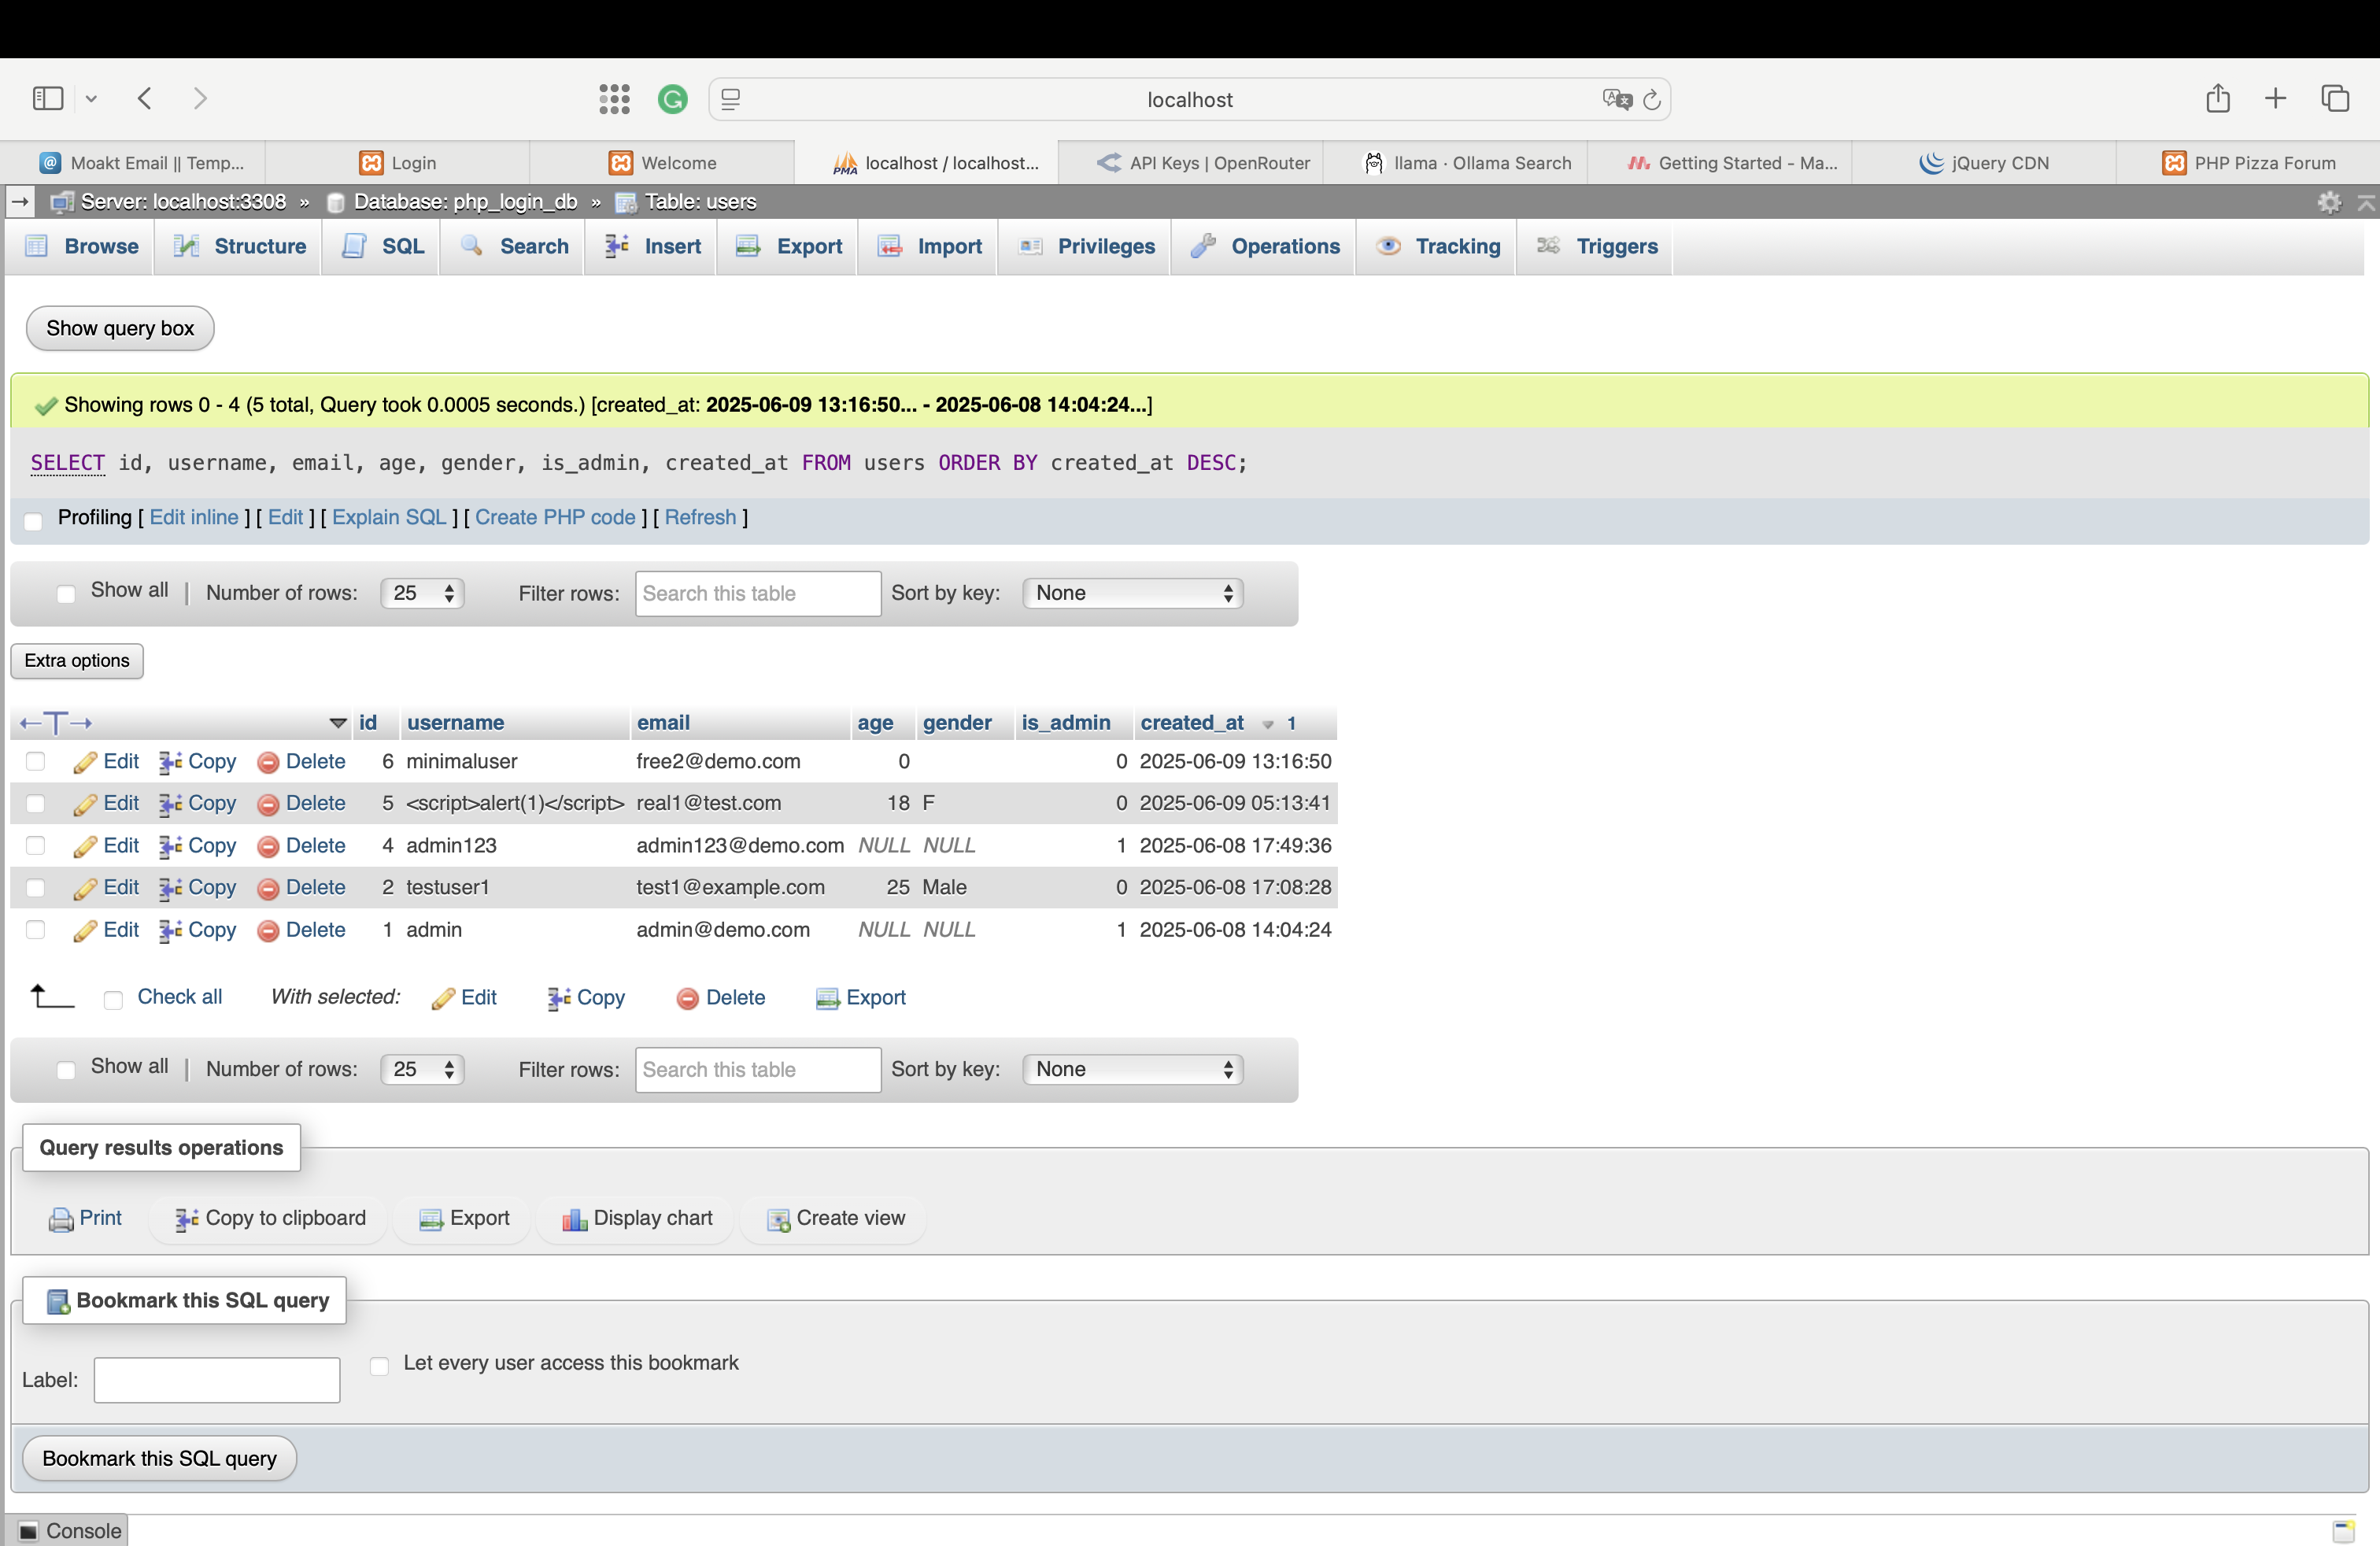 localhost
Moakt Email || Temp...
Login
Welcome
PMA localhost / localhost...
API Keys | OpenRouter
llama · Ollama Search
Getting Started - Ma...
jQuery CDN
PHP Pizza Forum
Server: localhost:3308 » Database: php_login_db » Table: users
Browse Structure SQL Search Insert Export Import Privileges Operations Tracking Triggers
Show query box
Showing rows 0 - 4 (5 total, Query took 0.0005 seconds.) [created_at: 2025-06-09 13:16:50... - 2025-06-08 14:04:24...]
SELECT id, username, email, age, gender, is_admin, created_at FROM users ORDER BY created_at DESC;
Profiling [ Edit inline ] [ Edit ] [ Explain SQL ] [ Create PHP code ] [ Refresh ]
Show all | Number of rows: 25 Filter rows: Search this table Sort by key: None
Extra options
←T→ id username email age gender is_admin created_at 1
Edit Copy Delete 6 minimaluser free2@demo.com 0 0 2025-06-09 13:16:50
Edit Copy Delete 5 <script>alert(1)</script> real1@test.com 18 F 0 2025-06-09 05:13:41
Edit Copy Delete 4 admin123 admin123@demo.com NULL NULL 1 2025-06-08 17:49:36
Edit Copy Delete 2 testuser1 test1@example.com 25 Male 0 2025-06-08 17:08:28
Edit Copy Delete 1 admin admin@demo.com NULL NULL 1 2025-06-08 14:04:24
Check all With selected: Edit Copy Delete Export
Show all | Number of rows: 25 Filter rows: Search this table Sort by key: None
Query results operations
Print Copy to clipboard Export Display chart Create view
Bookmark this SQL query
Label: Let every user access this bookmark
Bookmark this SQL query
Console